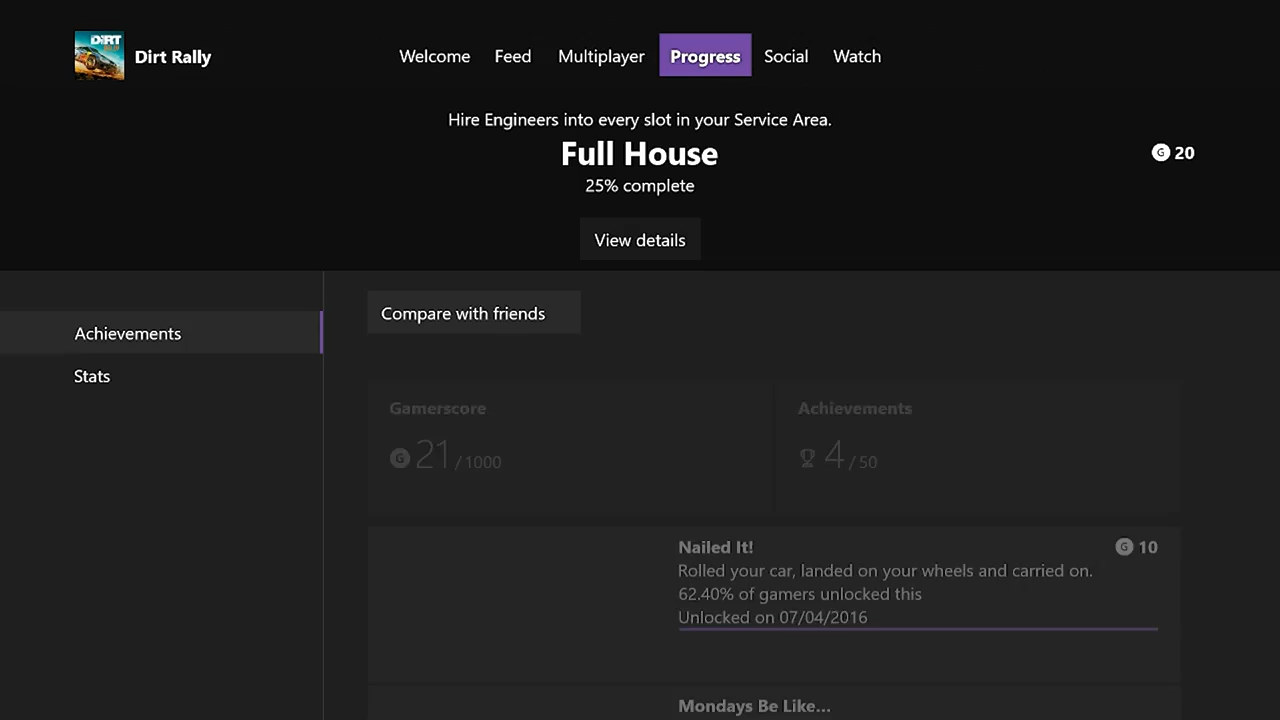 DiRT
Dirt Rally
Welcome
Feed
Multiplayer
Progress
Social
Watch
Hire Engineers into every slot in your Service Area.
Full House
G 20
25% complete
View details
Achievements
Stats
Compare with friends
Gamerscore
G 21 / 1000
Achievements
4 / 50
Nailed It!
G 10
Rolled your car, landed on your wheels and carried on.
62.40% of gamers unlocked this
Unlocked on 07/04/2016
Mondays Be Like...